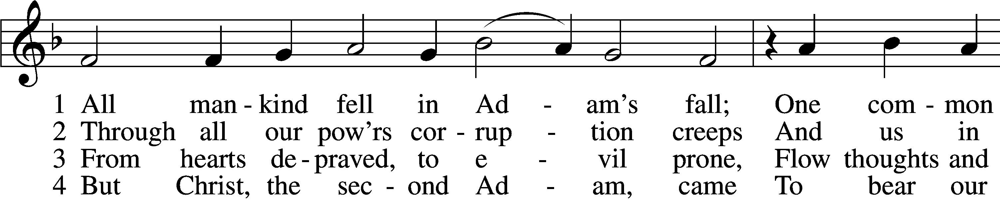 1 All man - kind fell in Ad - am’s fall; One com - mon
2 Through all our pow’rs cor - rup - tion creeps And us in
3 From hearts de - praved, to e - vil prone, Flow thoughts and
4 But Christ, the sec - ond Ad - am, came To bear our